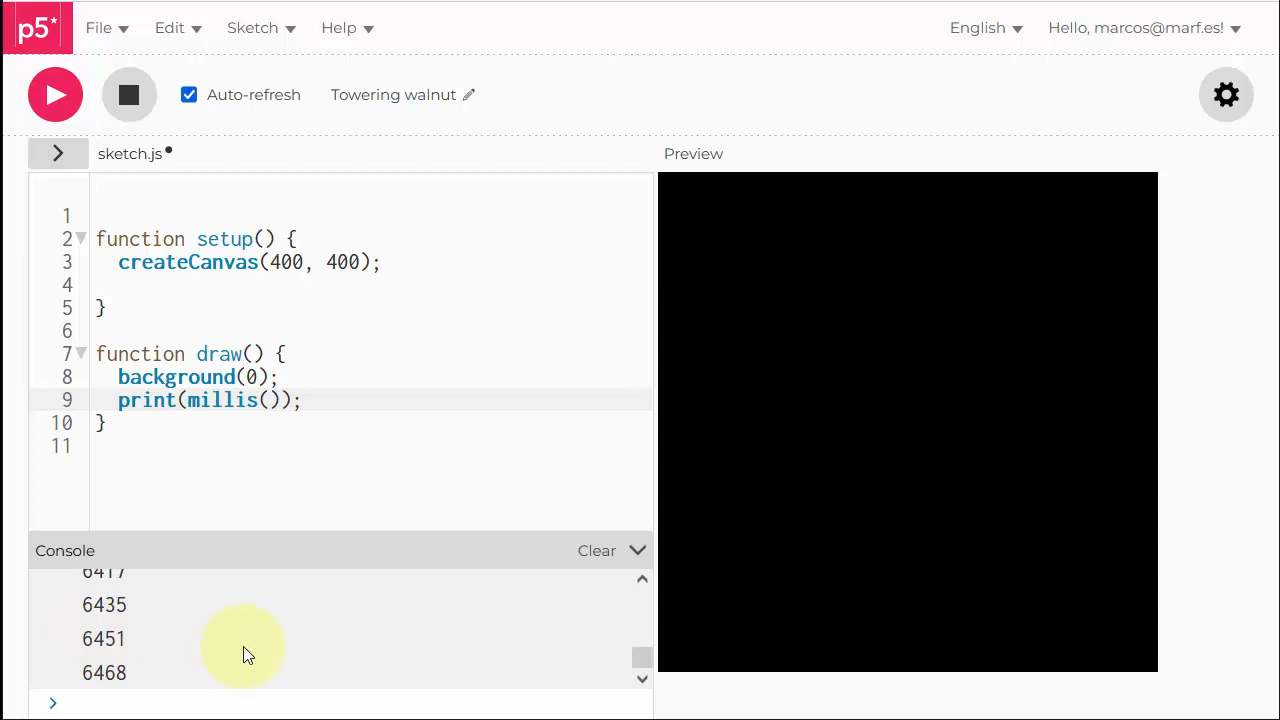 p5*
File Edit Sketch Help English Hello, marcos@marf.es!
Auto-refresh Towering walnut
sketch.js Preview
1
2 function setup() {
3 createCanvas(400, 400);
4
5 }
6
7 function draw() {
8 background(0);
9 print(millis());
10 }
11
Console Clear
6417
6435
6451
6468
>